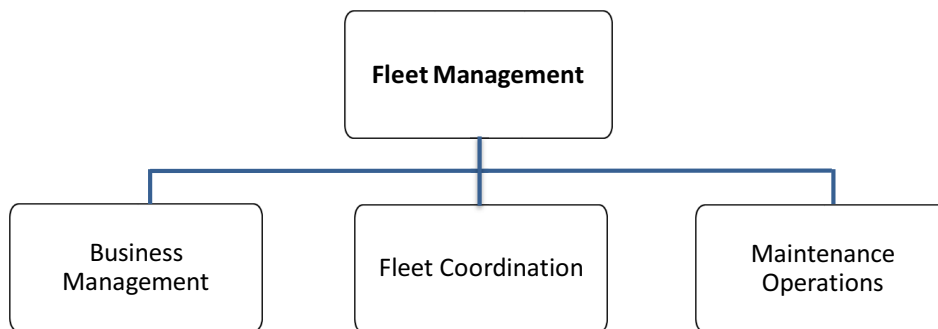 Fleet Management
Business
Management
Fleet Coordination
Maintenance
Operations